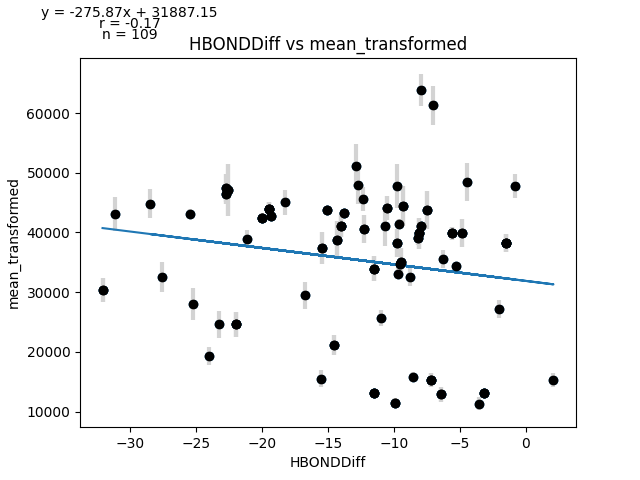 y = -275.87x + 31887.15
r = -0.17
n = 109
HBONDDiff vs mean_transformed
mean_transformed
60000
50000
40000
30000
20000
10000
−30
−25
−20
−15
−10
−5
0
HBONDDiff